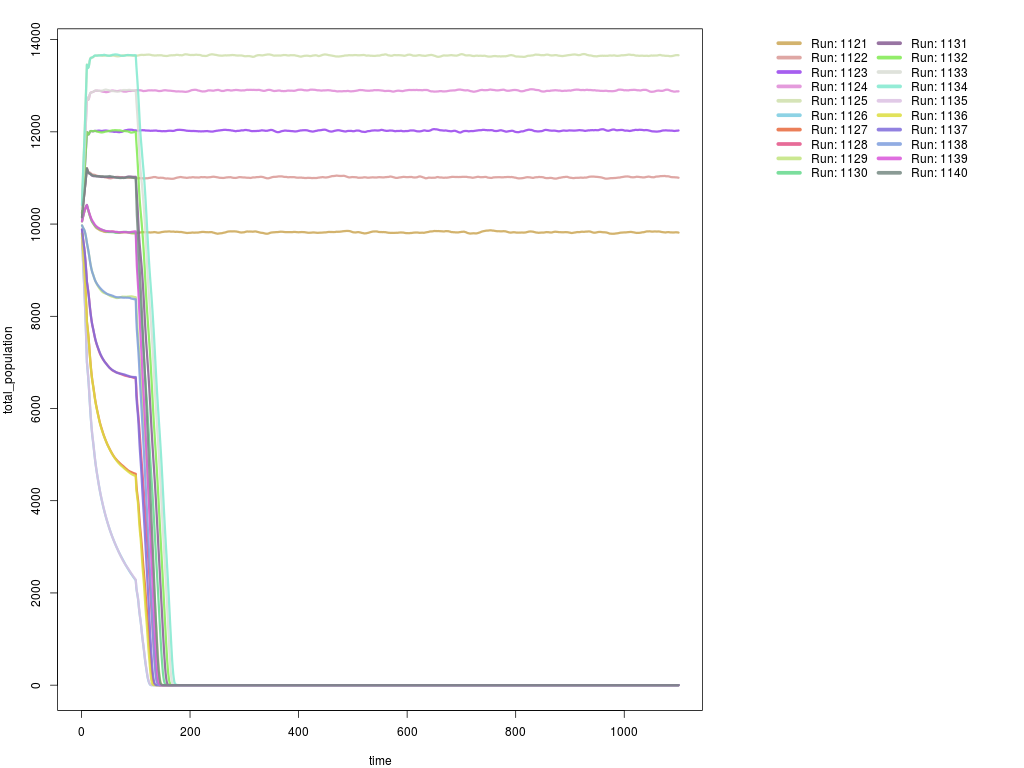 total_population
14000
12000
10000
8000
6000
4000
2000
0
0 200 400 600 800 1000
time
Run: 1121 Run: 1131
Run: 1122 Run: 1132
Run: 1123 Run: 1133
Run: 1124 Run: 1134
Run: 1125 Run: 1135
Run: 1126 Run: 1136
Run: 1127 Run: 1137
Run: 1128 Run: 1138
Run: 1129 Run: 1139
Run: 1130 Run: 1140